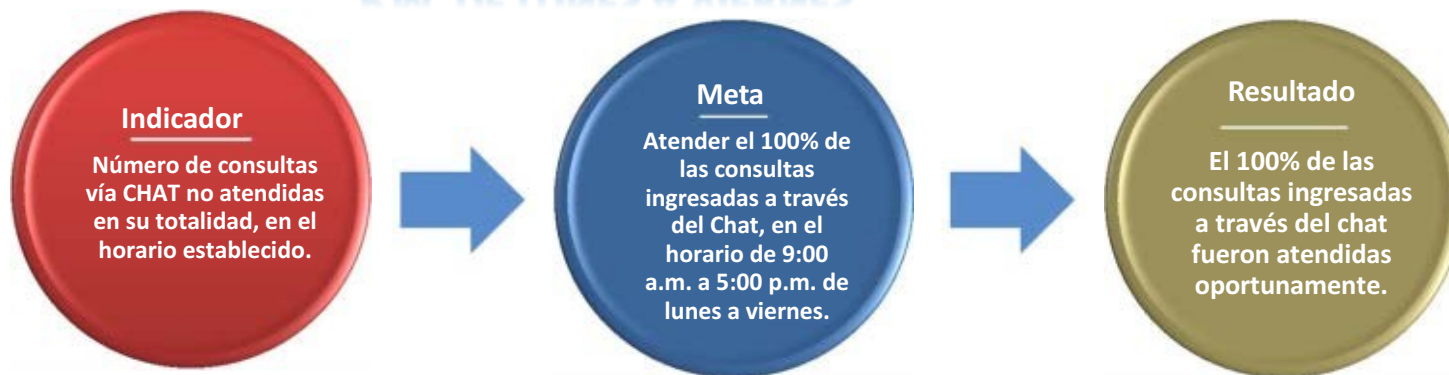 Indicador
Número de consultas
vía CHAT no atendidas
en su totalidad, en el
horario establecido.
Meta
Atender el 100% de
las consultas
ingresadas a través
del Chat, en el
horario de 9:00
a.m. a 5:00 p.m. de
lunes a viernes.
Resultado
El 100% de las
consultas ingresadas
a través del chat
fueron atendidas
oportunamente.